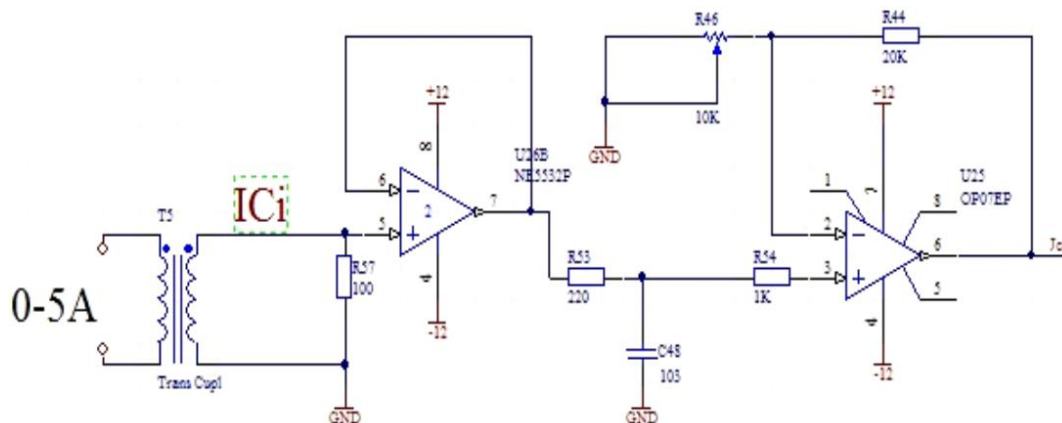 R46
10K
GND
R44
20K
+12
8
U26B
NE5532P
6
5
2
7
4
-12
ICi
T5
R57
100
0-5A
Trans Cupl
GND
R53
220
C48
103
GND
R54
1K
+12
7
1
2
3
8
6
5
4
U25
OP07EP
-12